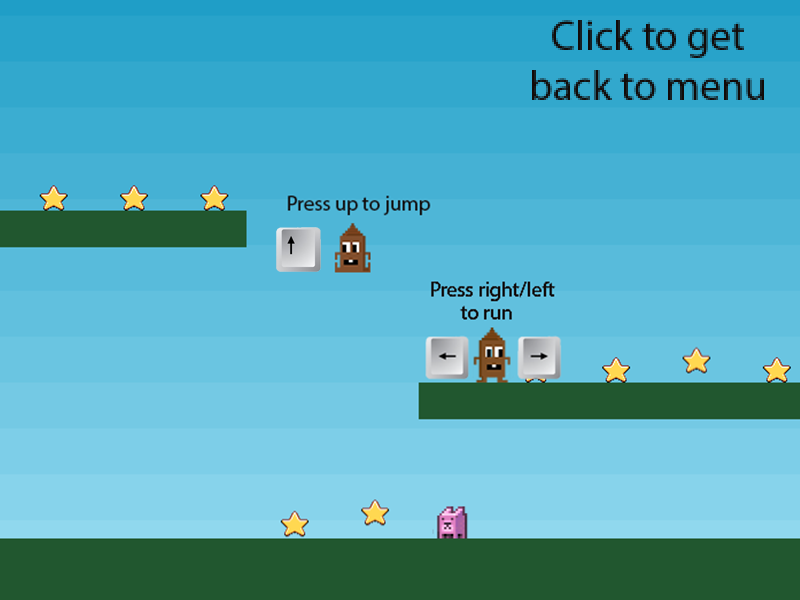 Click to get
back to menu
Press up to jump
↑
Press right/left
to run
← →